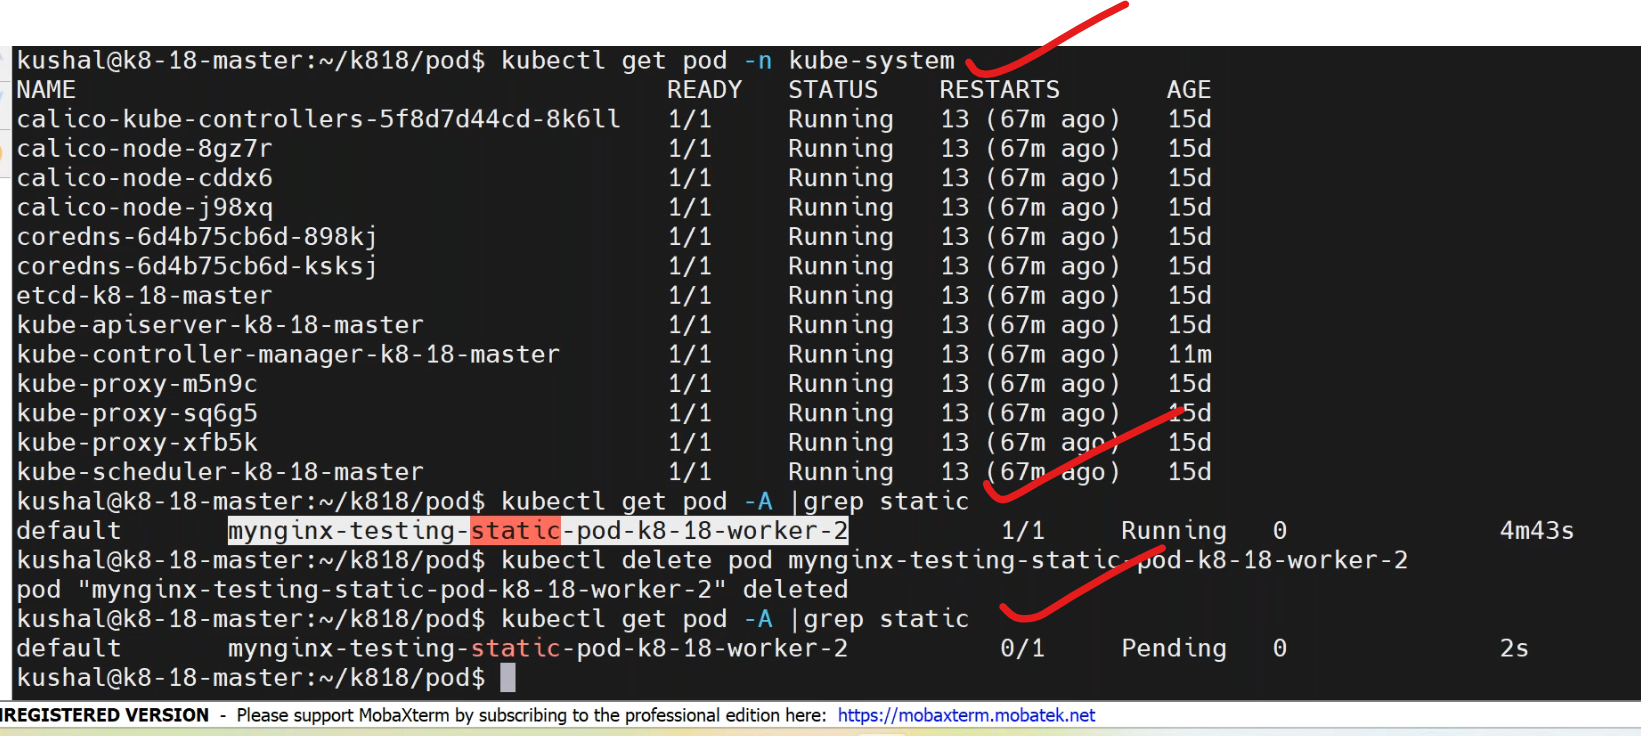 kushal@k8-18-master:~/k818/pod$ kubectl get pod -n kube-system
NAME READY STATUS RESTARTS AGE
calico-kube-controllers-5f8d7d44cd-8k6ll 1/1 Running 13 (67m ago) 15d
calico-node-8gz7r 1/1 Running 13 (67m ago) 15d
calico-node-cddx6 1/1 Running 13 (67m ago) 15d
calico-node-j98xq 1/1 Running 13 (67m ago) 15d
coredns-6d4b75cb6d-898kj 1/1 Running 13 (67m ago) 15d
coredns-6d4b75cb6d-ksksj 1/1 Running 13 (67m ago) 15d
etcd-k8-18-master 1/1 Running 13 (67m ago) 15d
kube-apiserver-k8-18-master 1/1 Running 13 (67m ago) 15d
kube-controller-manager-k8-18-master 1/1 Running 13 (67m ago) 11m
kube-proxy-m5n9c 1/1 Running 13 (67m ago) 15d
kube-proxy-sq6g5 1/1 Running 13 (67m ago) 15d
kube-proxy-xfb5k 1/1 Running 13 (67m ago) 15d
kube-scheduler-k8-18-master 1/1 Running 13 (67m ago) 15d
kushal@k8-18-master:~/k818/pod$ kubectl get pod -A |grep static
default mynginx-testing-static-pod-k8-18-worker-2 1/1 Running 0 4m43s
kushal@k8-18-master:~/k818/pod$ kubectl delete pod mynginx-testing-static-pod-k8-18-worker-2
pod "mynginx-testing-static-pod-k8-18-worker-2" deleted
kushal@k8-18-master:~/k818/pod$ kubectl get pod -A |grep static
default mynginx-testing-static-pod-k8-18-worker-2 0/1 Pending 0 2s
kushal@k8-18-master:~/k818/pod$
REGISTERED VERSION - Please support MobaXterm by subscribing to the professional edition here: https://mobaxterm.mobatek.net